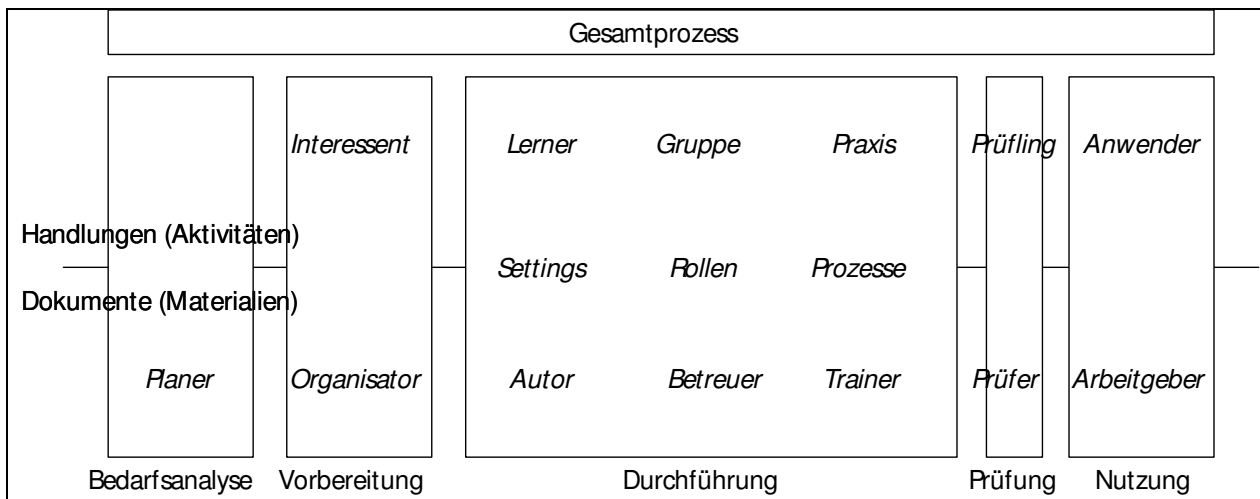 Gesamtprozess
Interessent Lerner Gruppe Praxis Prüfling Anwender
Handlungen (Aktivitäten)
Settings Rollen Prozesse
Dokumente (Materialien)
Planer Organisator Autor Betreuer Trainer Prüfer Arbeitgeber
Bedarfsanalyse Vorbereitung Durchführung Prüfung Nutzung